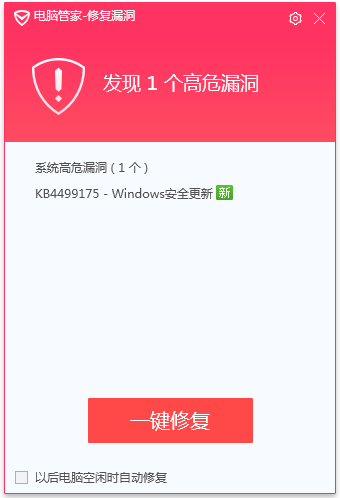 电脑管家-修复漏洞
发现 1 个高危漏洞
系统高危漏洞 ( 1 个 )
KB4499175 - Windows安全更新 新
一键修复
以后电脑空闲时自动修复